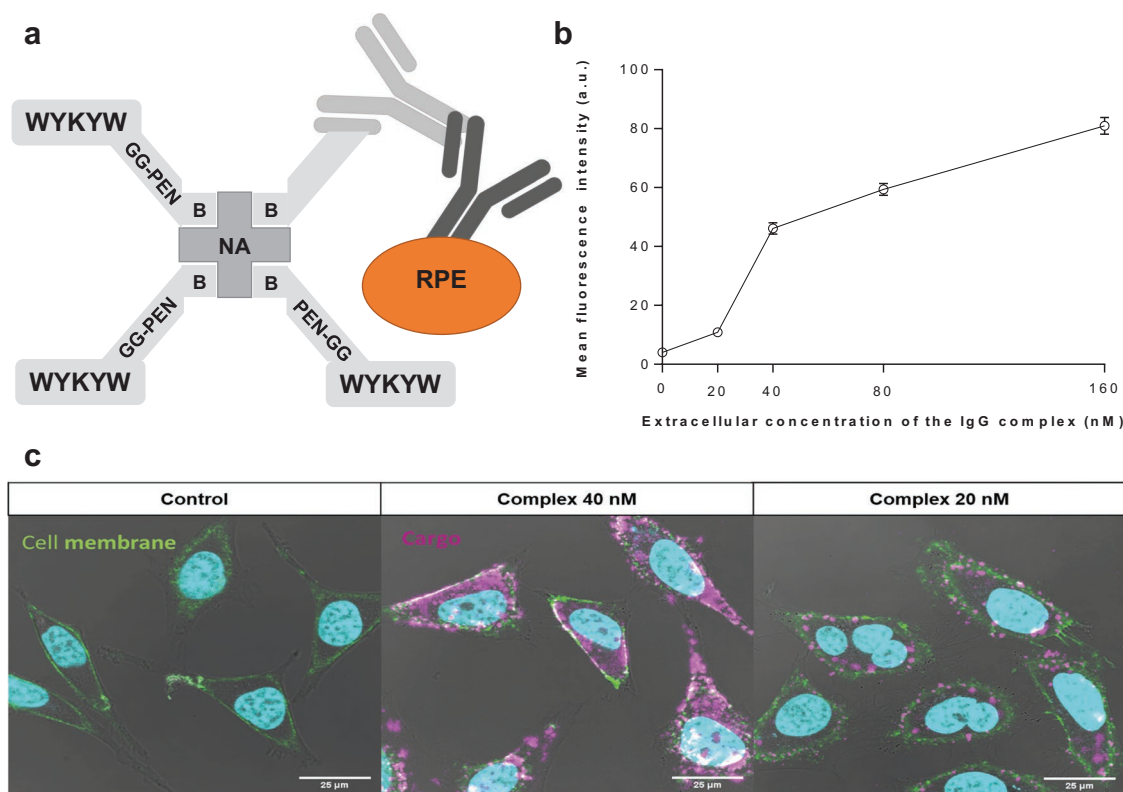 a
WYKYW
GG-PEN
B
B
NA
B
B
GG-PEN
PEN-GG
WYKYW
WYKYW
RPE
b
Mean fluorescence intensity (a.u.)
100
80
60
40
20
0
0
20
40
80
160
Extracellular concentration of the IgG complex (nM)
c
Control
Complex 40 nM
Complex 20 nM
Cell membrane
Cargo
25 µm
25 µm
25 µm